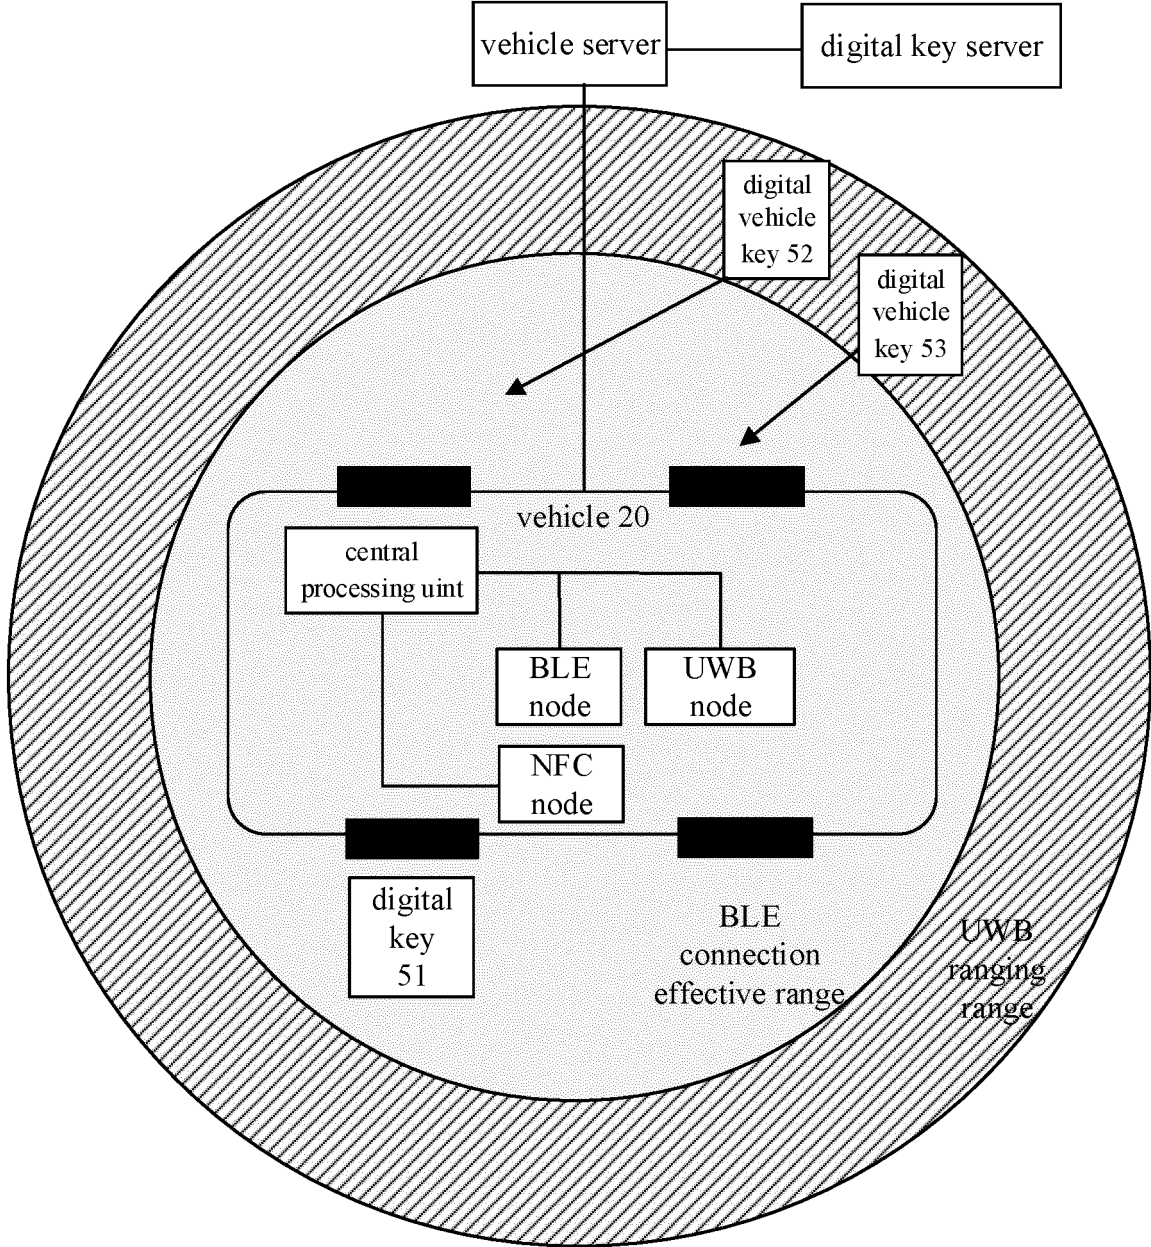 vehicle server
digital key server
digital
vehicle
key 52
digital
vehicle
key 53
vehicle 20
central
processing uint
BLE
node
UWB
node
NFC
node
digital
key
51
BLE
connection
effective range
UWB
ranging
range